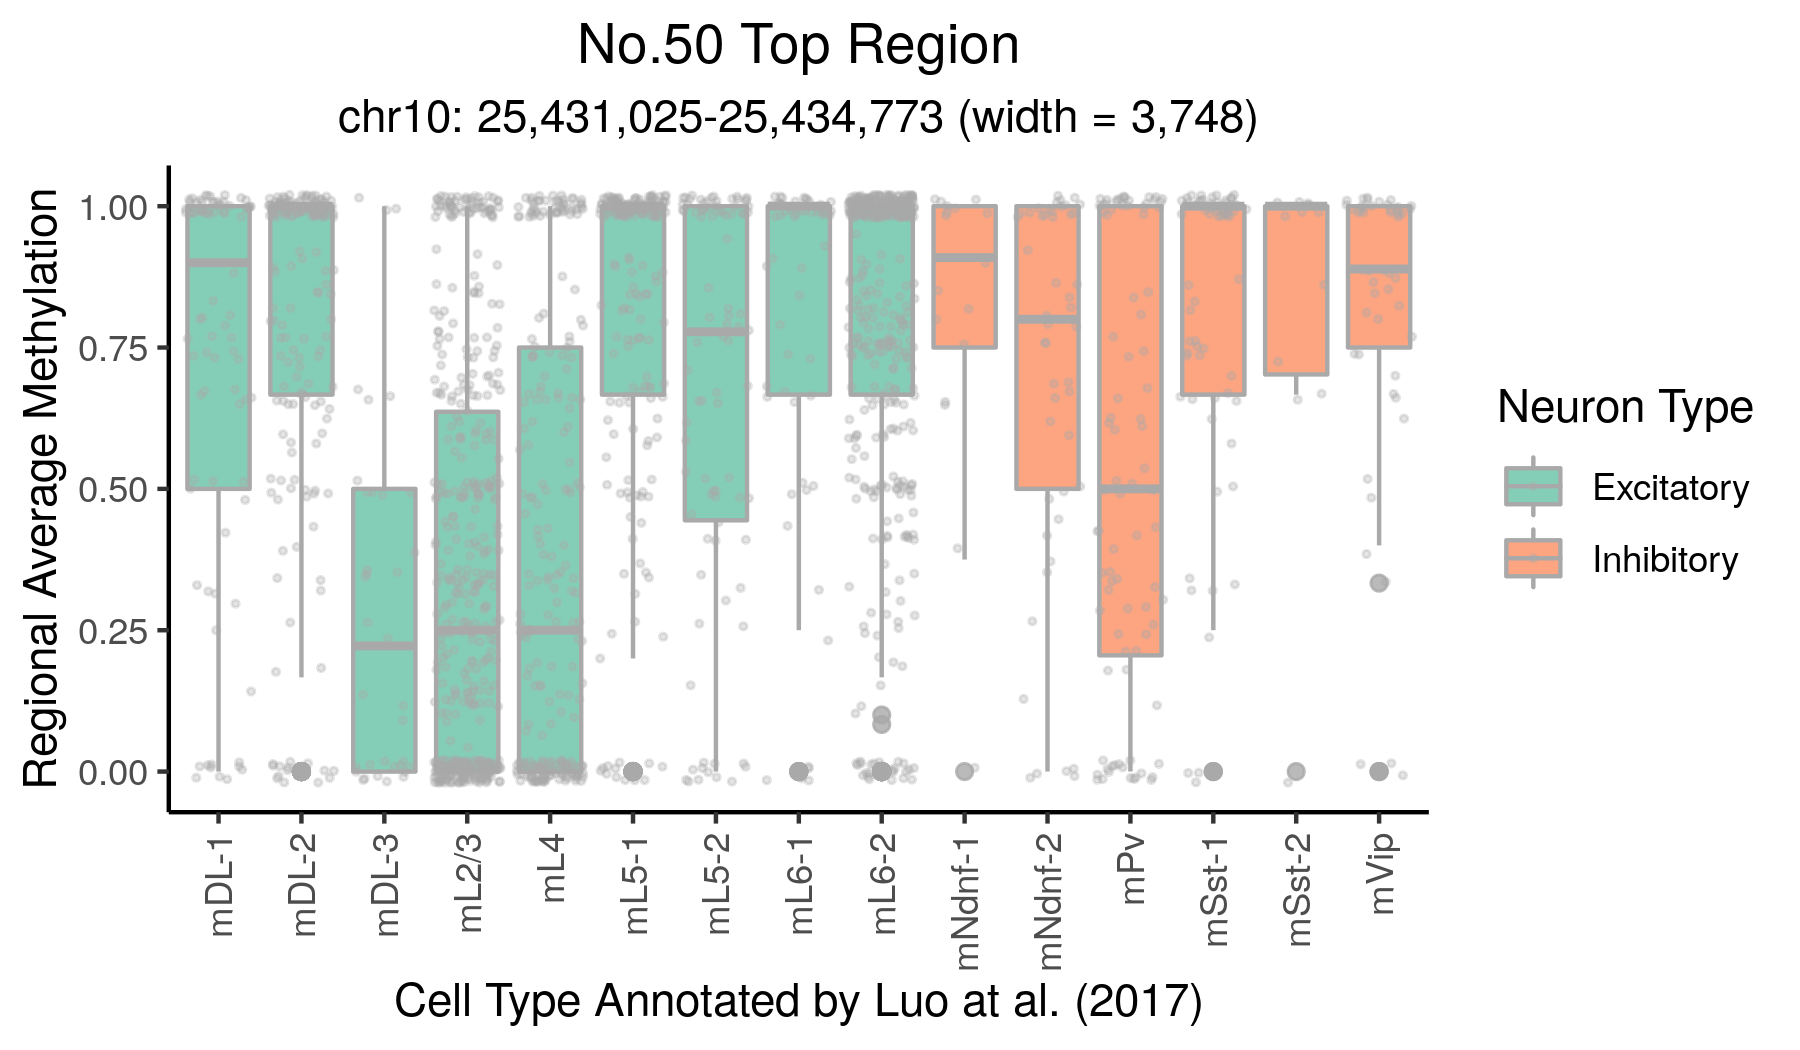 No.50 Top Region
chr10: 25,431,025-25,434,773 (width = 3,748)
Regional Average Methylation
1.00
0.75
0.50
0.25
0.00
mDL-1
mDL-2
mDL-3
mL2/3
mL4
mL5-1
mL5-2
mL6-1
mL6-2
mNdnf-1
mNdnf-2
mPv
mSst-1
mSst-2
mVip
Cell Type Annotated by Luo at al. (2017)
Neuron Type
Excitatory
Inhibitory